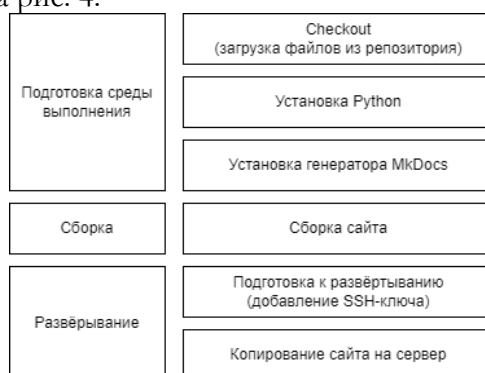 на рис. 4.
Checkout
(загрузка файлов из репозитория)
Подготовка среды
выполнения
Установка Python
Установка генератора MkDocs
Сборка
Сборка сайта
Подготовка к развёртыванию
(добавление SSH-ключа)
Развёрывание
Копирование сайта на сервер